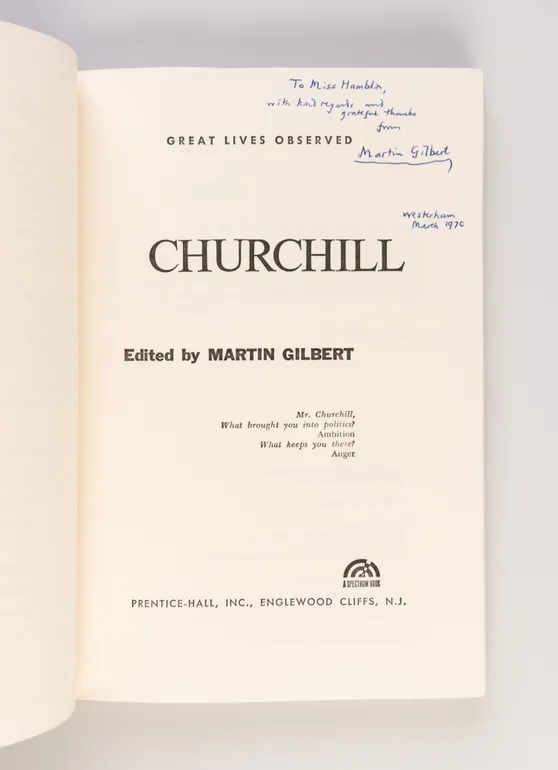 To Miss Hamblin,
with kind regards and
grateful thanks
from
GREAT LIVES OBSERVED
Martin Gilbert
Westerham
March 1970
CHURCHILL
Edited by MARTIN GILBERT
Mr. Churchill,
What brought you into politics?
Ambition
What keeps you there?
Anger
A SPECTRUM BOOK
PRENTICE-HALL, INC., ENGLEWOOD CLIFFS, N.J.